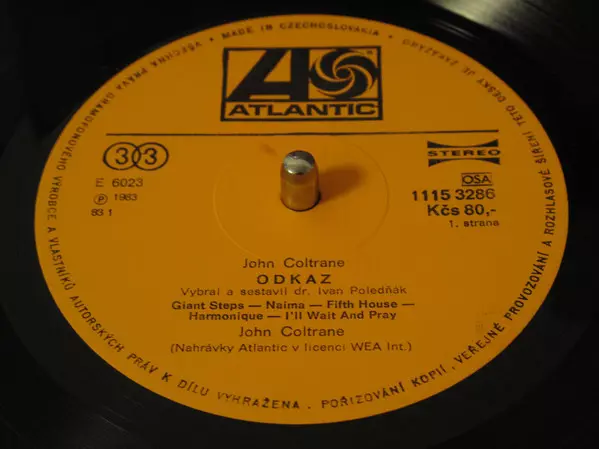 ATLANTIC
33
STEREO
E 6023
Ⓟ 1983
83 1
OSA
1115 3286
Kčs 80,-
1. strana
John Coltrane
ODKAZ
Vybral a sestavil dr. Ivan Poledňák
Giant Steps — Naima — Fifth House —
Harmonique — I'll Wait And Pray
John Coltrane
(Nahrávky Atlantic v licenci WEA Int.)
MADE IN CZECHOSLOVAKIA • VŠECHNA PRÁVA GRAMOFONOVÉHO VÝROBCE A VLASTNÍKŮ AUTORSKÝCH PRÁV K DÍLU VYHRAŽENA. POŘIZOVÁNÍ KOPIÍ, VEŘEJNÉ PROVOZOVÁNÍ A ROZHLASOVÉ ŠÍŘENÍ TÉTO DESKY JE ZAKÁZÁNO •